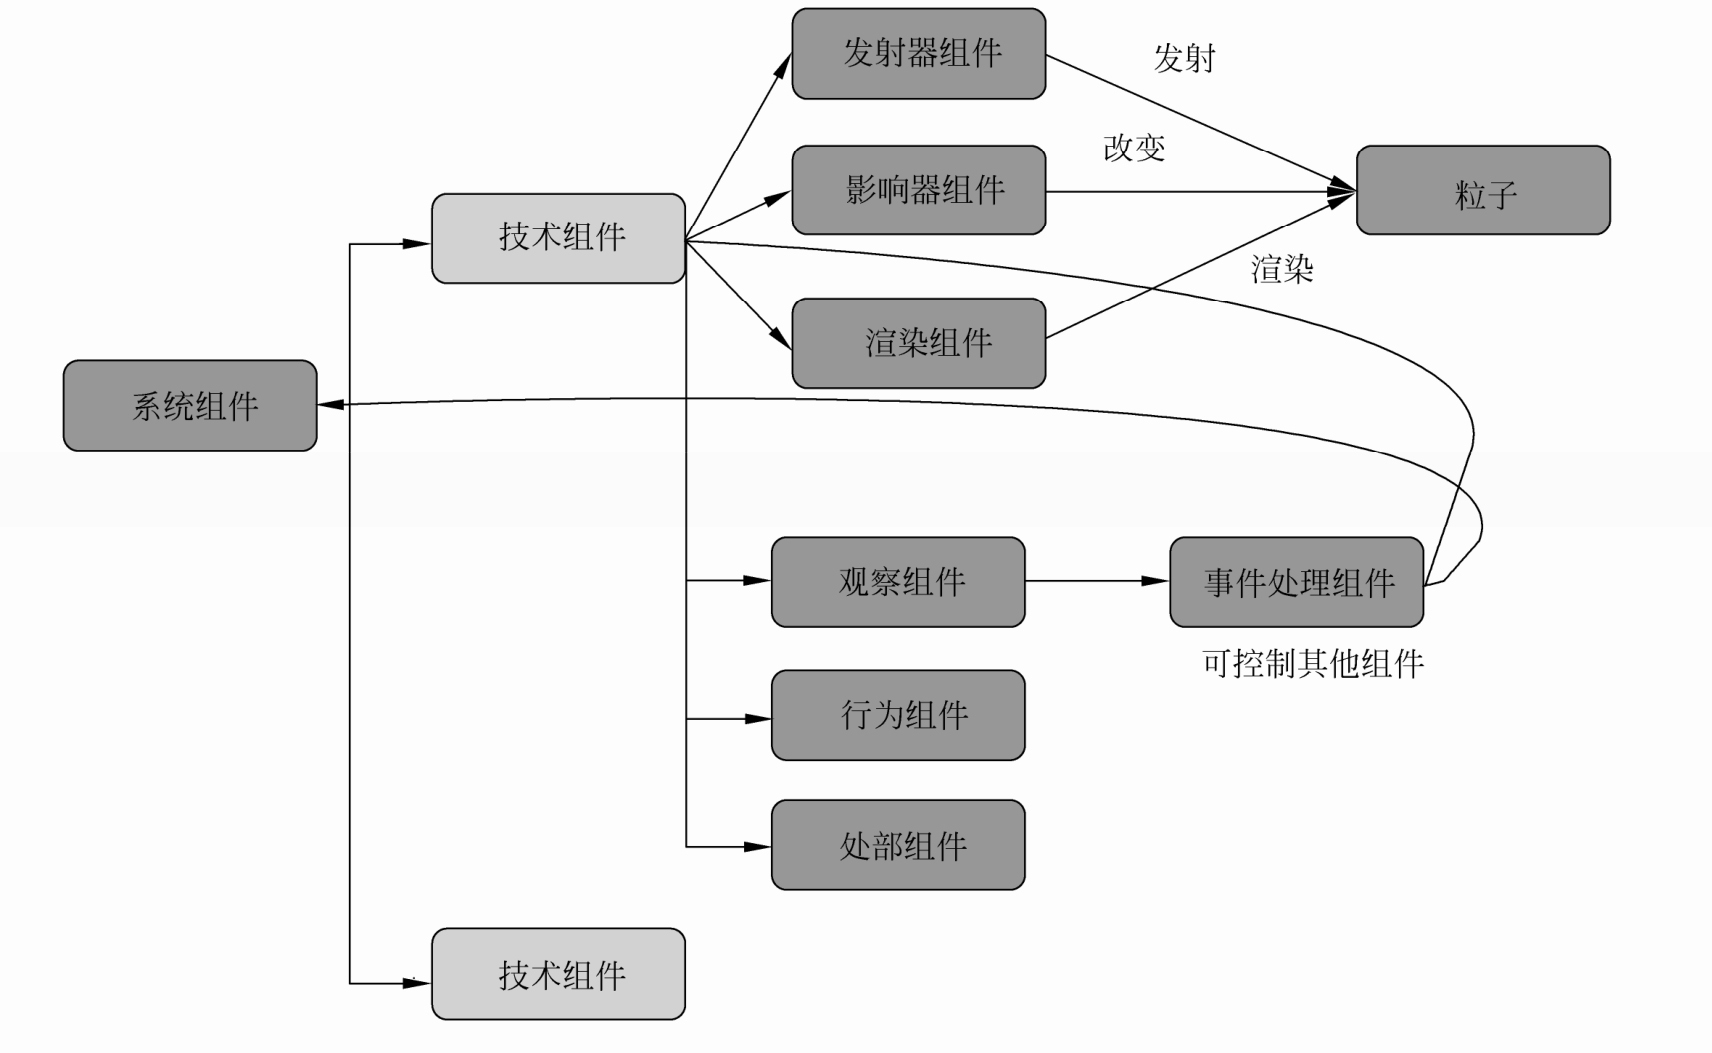 发射器组件
发射
改变
影响器组件
粒子
技术组件
渲染
渲染组件
系统组件
观察组件
事件处理组件
可控制其他组件
行为组件
处部组件
技术组件